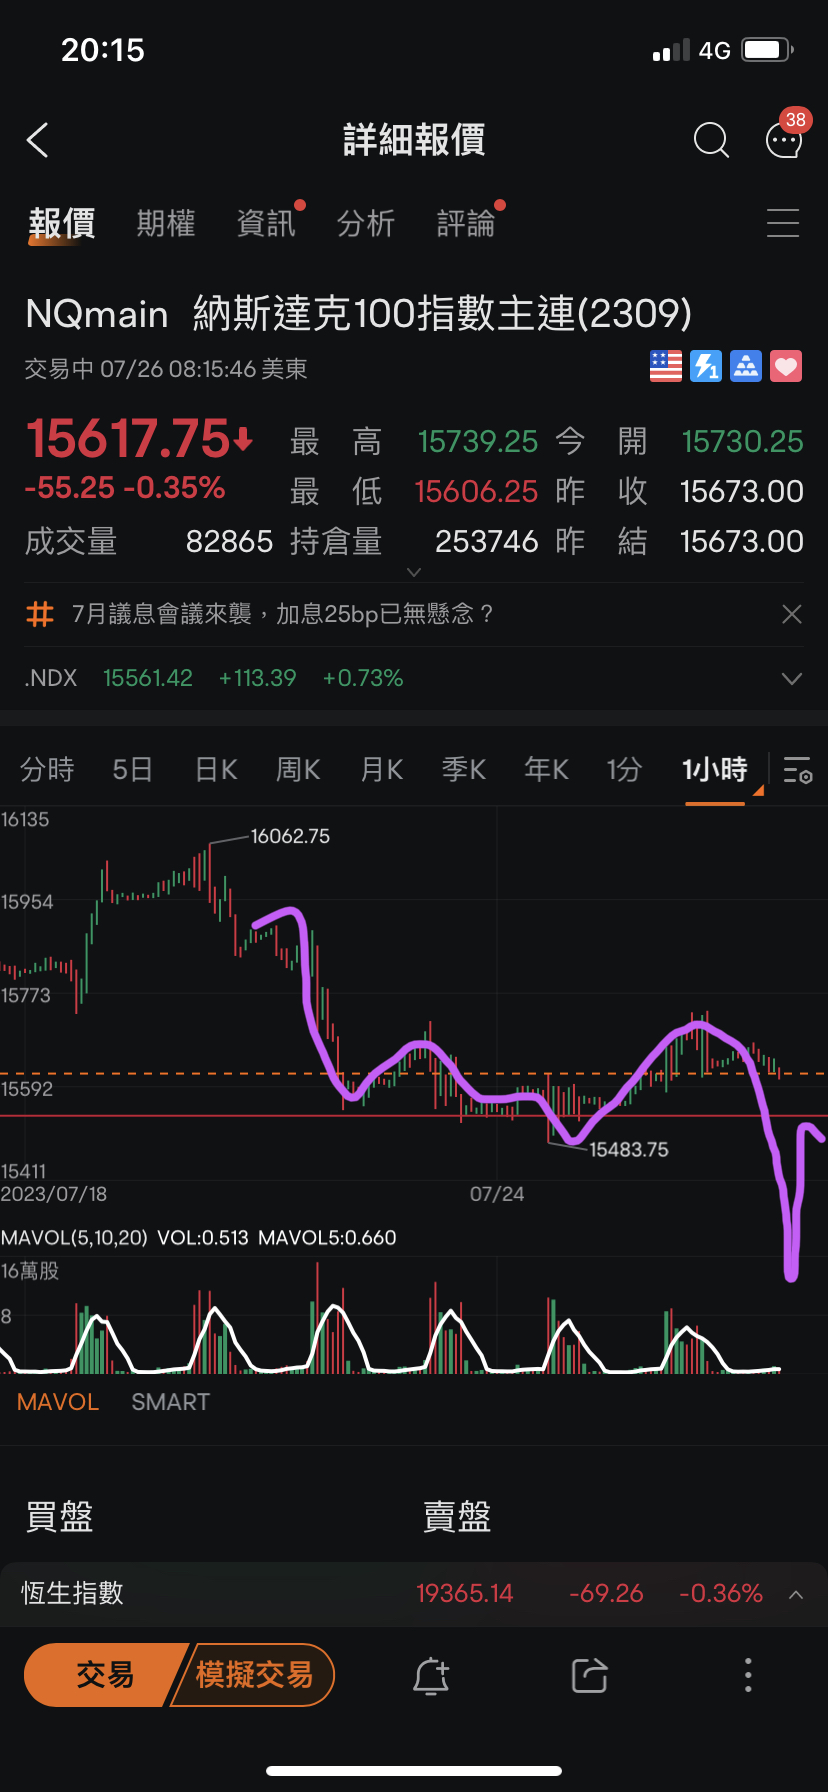 20:15 4G
詳細報價 38
報價 期權 資訊 分析 評論
NQmain 納斯達克100指數主連(2309)
交易中 07/26 08:15:46 美東 1
15617.75 最高 15739.25 今開 15730.25
-55.25 -0.35% 最低 15606.25 昨收 15673.00
成交量 82865 持倉量 253746 昨結 15673.00
# 7月議息會議來襲，加息25bp已無懸念？
.NDX 15561.42 +113.39 +0.73%
分時 5日 日K 周K 月K 季K 年K 1分 1小時
16135
16062.75
15954
15773
15592
15483.75
15411
2023/07/18 07/24
MAVOL(5,10,20) VOL:0.513 MAVOL5:0.660
16萬股
8
MAVOL SMART
買盤 賣盤
恆生指數 19365.14 -69.26 -0.36%
交易 模擬交易